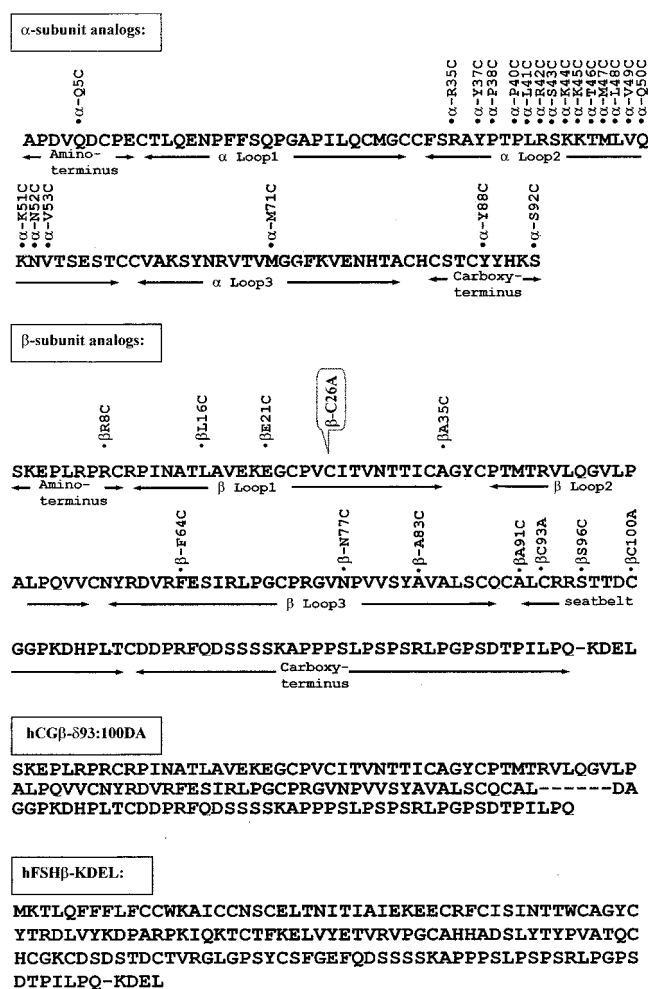 α-subunit analogs:
•α-Q5C
•α-R35C
•α-Y37C
•α-P38C
•α-P40C
•α-L41C
•α-R42C
•α-S43C
•α-K44C
•α-K45C
•α-T46C
•α-M47C
•α-L48C
•α-V49C
•α-Q50C
APDVQDCPECTLQENPFFSQPGAPILQCMGCCFSRAYPTPLRSKKTMLVQ
Amino-
terminus
α Loop1
α Loop2
•α-K51C
•α-N52C
•α-V53C
•α-M71C
•α-Y88C
•α-S92C
KNVTSESTCCVAKSYNRVTVMGGFKVENHTACHCSTCYYHKS
α Loop3
Carboxy-
terminus
β-subunit analogs:
•βR8C
•βL16C
•βE21C
β-C26A
•βA35C
SKEPLRPRCRPINATLAVEKEGCPVCITVNTTICAGYCPTMTRVLQGVLP
Amino-
terminus
β Loop1
β Loop2
•β-F64C
•β-N77C
•β-A83C
•βA91C
•βC93A
•βS96C
•βC100A
ALPQVVCNYRDVRFESIRLPGCPRGVNPVVSYAVALSCQCALCRRSTTDC
β Loop3
seatbelt
GGPKDHPLTCDDPRFQDSSSSKAPPPSLPSPSRLPGPSDTPILPQ-KDEL
Carboxy-
terminus
hCGβ-δ93:100DA
SKEPLRPRCRPINATLAVEKEGCPVCITVNTTICAGYCPTMTRVLQGVLP
ALPQVVCNYRDVRFESIRLPGCPRGVNPVVSYAVALSCQCAL------DA
GGPKDHPLTCDDPRFQDSSSSKAPPPSLPSPSRLPGPSDTPILPQ
hFSHβ-KDEL:
MKTLQFFFLFCCWKAICCNSCELTNITIAIEKEECRFCISINTTWCAGYC
YTRDLVYKDPARPKIQKTCTFKELVYETVRVPGCAHHADSLYTYPVATQC
HCGKCDSDSTDCTVRGLGPSYCSFGEFQDSSSSKAPPPSLPSPSRLPGPS
DTPILPQ-KDEL